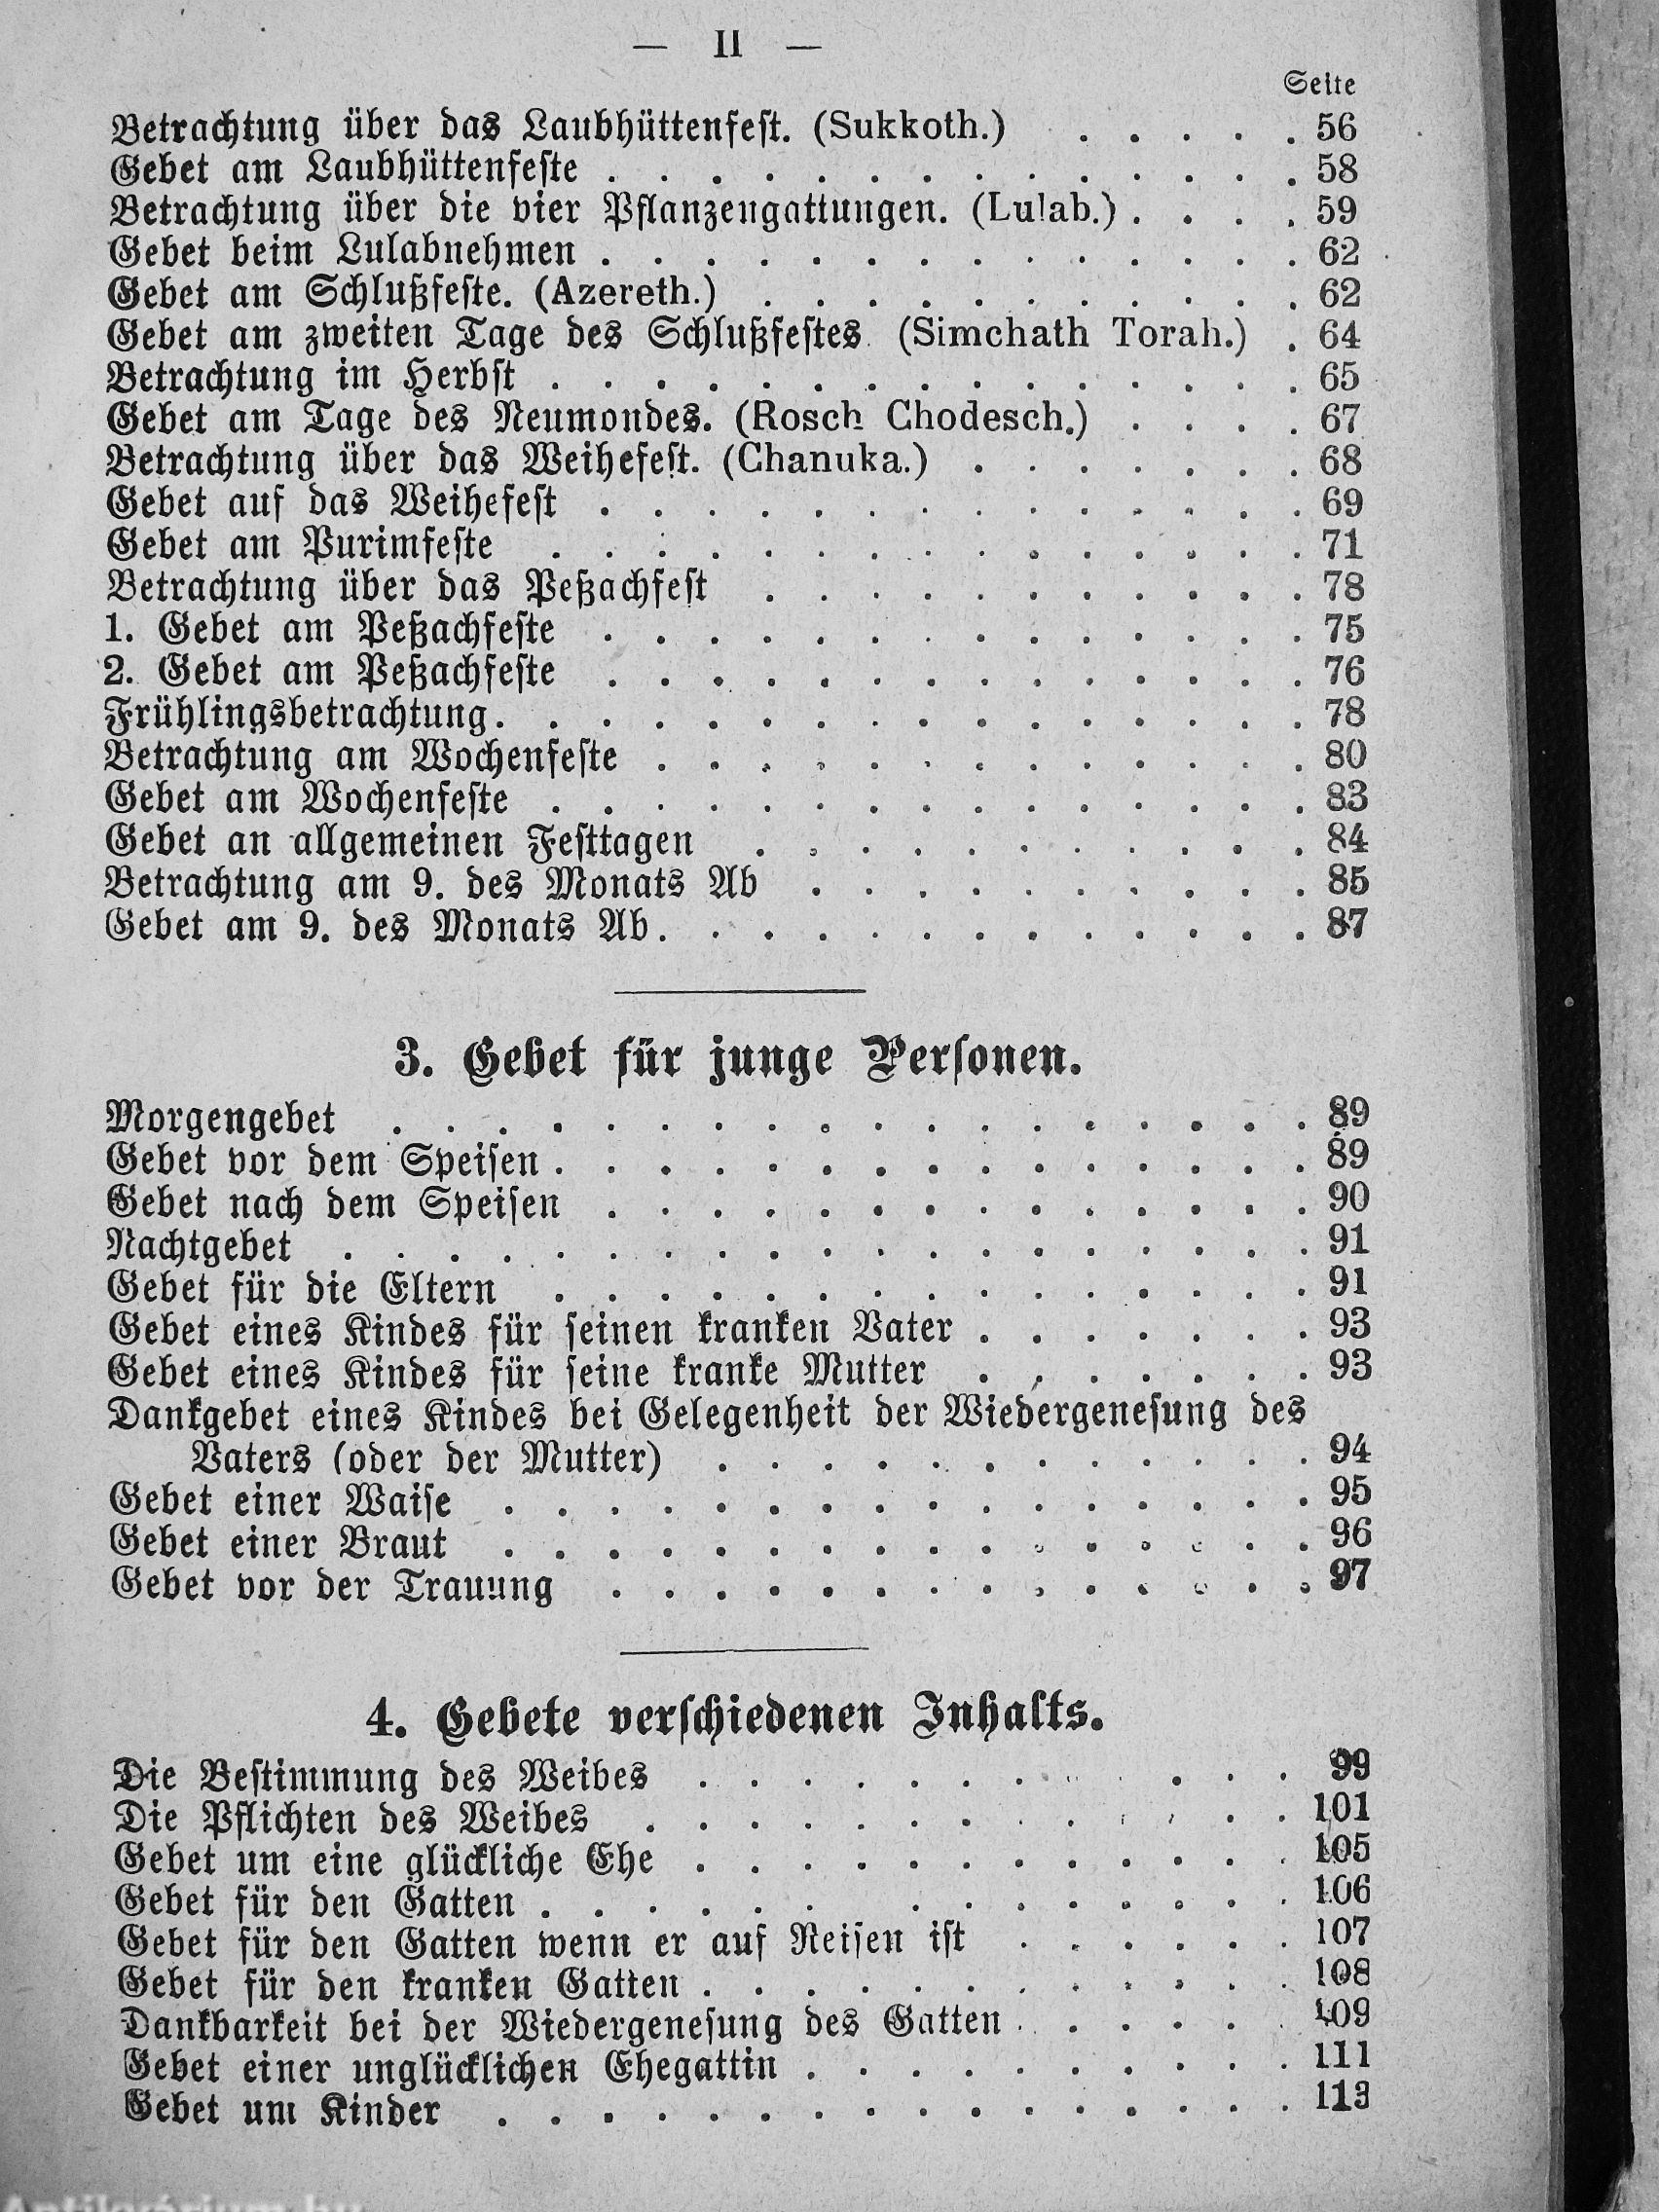 — II —
Seite
Betrachtung über das Laubhüttenfest. (Sukkoth.) . . . . . 56
Gebet am Laubhüttenfeste . . . . . . . . . . . . . . 58
Betrachtung über die vier Pflanzengattungen. (Lulab.) . . . . 59
Gebet beim Lulabnehmen . . . . . . . . . . . . . . 62
Gebet am Schlußfeste. (Azereth.) . . . . . . . . . . . 62
Gebet am zweiten Tage des Schlußfestes. (Simchath Torah.) . 64
Betrachtung im Herbst . . . . . . . . . . . . . . . 65
Gebet am Tage des Neumondes. (Rosch Chodesch.) . . . . 67
Betrachtung über das Weihefest. (Chanuka.) . . . . . . . 68
Gebet auf das Weihefest . . . . . . . . . . . . . . 69
Gebet am Purimfeste . . . . . . . . . . . . . . . 71
Betrachtung über das Peßachfest . . . . . . . . . . . 78
1. Gebet am Peßachfeste . . . . . . . . . . . . . . 75
2. Gebet am Peßachfeste . . . . . . . . . . . . . . 76
Frühlingsbetrachtung . . . . . . . . . . . . . . . . 78
Betrachtung am Wochenfeste . . . . . . . . . . . . . 80
Gebet am Wochenfeste . . . . . . . . . . . . . . . 83
Gebet an allgemeinen Festtagen . . . . . . . . . . . 84
Betrachtung am 9. des Monats Ab . . . . . . . . . . 85
Gebet am 9. des Monats Ab . . . . . . . . . . . . . 87
3. Gebet für junge Personen.
Morgengebet . . . . . . . . . . . . . . . . . . 89
Gebet vor dem Speisen . . . . . . . . . . . . . . . 89
Gebet nach dem Speisen . . . . . . . . . . . . . . 90
Nachtgebet . . . . . . . . . . . . . . . . . . . 91
Gebet für die Eltern . . . . . . . . . . . . . . . 91
Gebet eines Kindes für seinen kranken Vater . . . . . . . 93
Gebet eines Kindes für seine kranke Mutter . . . . . . . 93
Dankgebet eines Kindes bei Gelegenheit der Wiedergenesung des
Vaters (oder der Mutter) . . . . . . . . . . . . 94
Gebet einer Waise . . . . . . . . . . . . . . . . 95
Gebet einer Braut . . . . . . . . . . . . . . . . 96
Gebet vor der Trauung . . . . . . . . . . . . . . 97
4. Gebete verschiedenen Inhalts.
Die Bestimmung des Weibes . . . . . . . . . . . . 99
Die Pflichten des Weibes . . . . . . . . . . . . . 101
Gebet um eine glückliche Ehe . . . . . . . . . . . . 105
Gebet für den Gatten . . . . . . . . . . . . . . . 106
Gebet für den Gatten wenn er auf Reisen ist . . . . . . 107
Gebet für den kranken Gatten . . . . . . . . . . . . 108
Dankbarkeit bei der Wiedergenesung des Gatten . . . . . . 109
Gebet einer unglücklichen Ehegattin . . . . . . . . . . 111
Gebet um Kinder . . . . . . . . . . . . . . . . 113
Antikvárium.hu